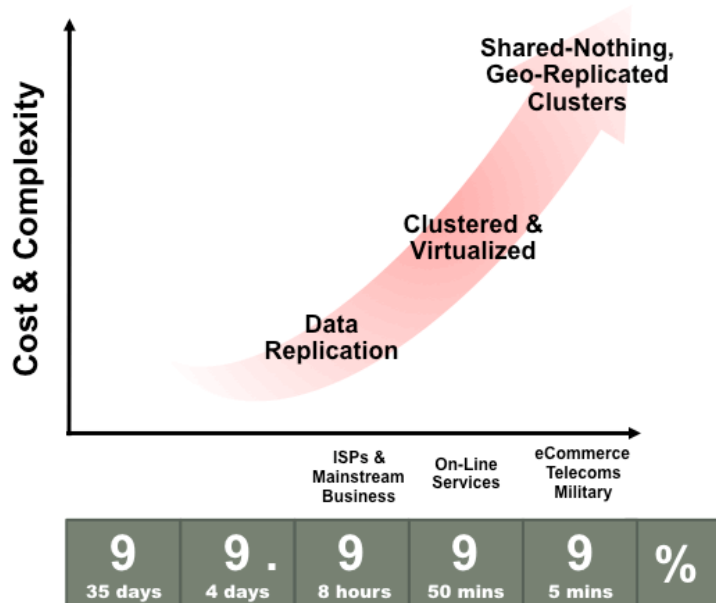 Cost & Complexity
Shared-Nothing,
Geo-Replicated
Clusters
Clustered &
Virtualized
Data
Replication
ISPs &
Mainstream
Business
On-Line
Services
eCommerce
Telecoms
Military
9 9 . 9 9 9 %
35 days 4 days 8 hours 50 mins 5 mins